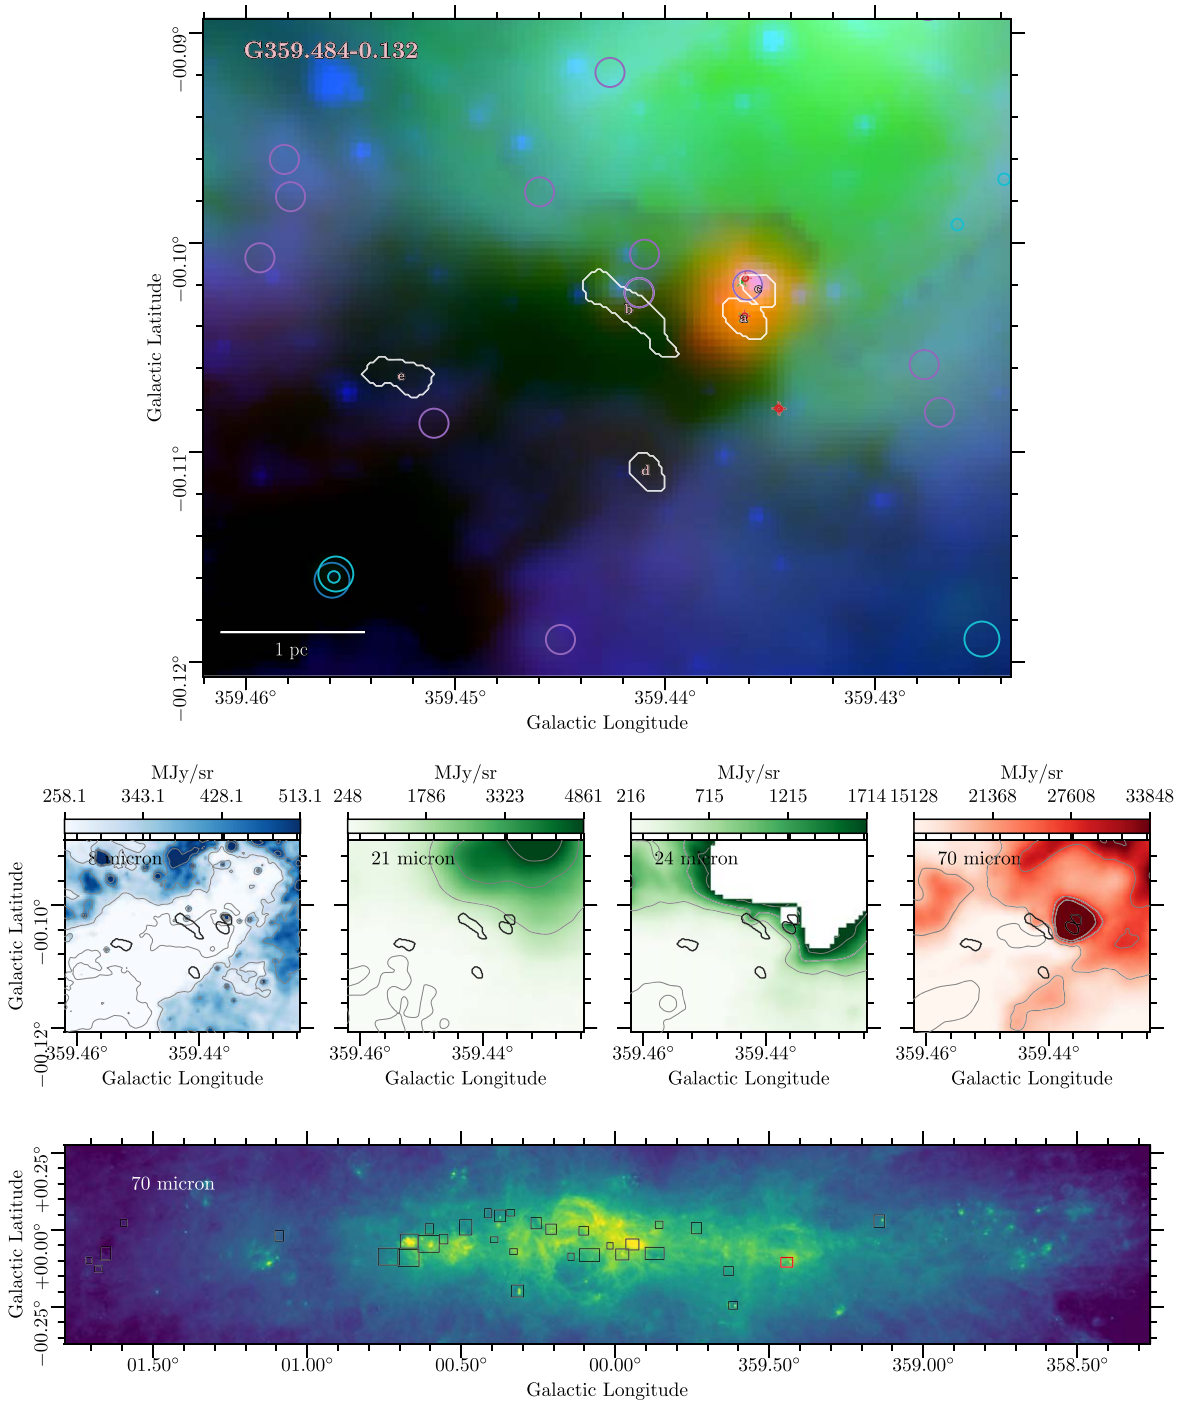 G359.484-0.132
−00.09°
−00.10°
−00.11°
−00.12°
Galactic Latitude
a
b
c
d
e
1 pc
359.46°
359.45°
359.44°
359.43°
Galactic Longitude
MJy/sr
MJy/sr
MJy/sr
MJy/sr
258.1
343.1
428.1
513.1
248
1786
3323
4861
216
715
1215
1714
15128
21368
27608
33848
8 micron
21 micron
24 micron
70 micron
Galactic Latitude
−00.10°
−00.12°
359.46°
359.44°
359.46°
359.44°
359.46°
359.44°
359.46°
359.44°
Galactic Longitude
Galactic Longitude
Galactic Longitude
Galactic Longitude
70 micron
Galactic Latitude
+00.25°
+00.00°
−00.25°
01.50°
01.00°
00.50°
00.00°
359.50°
359.00°
358.50°
Galactic Longitude